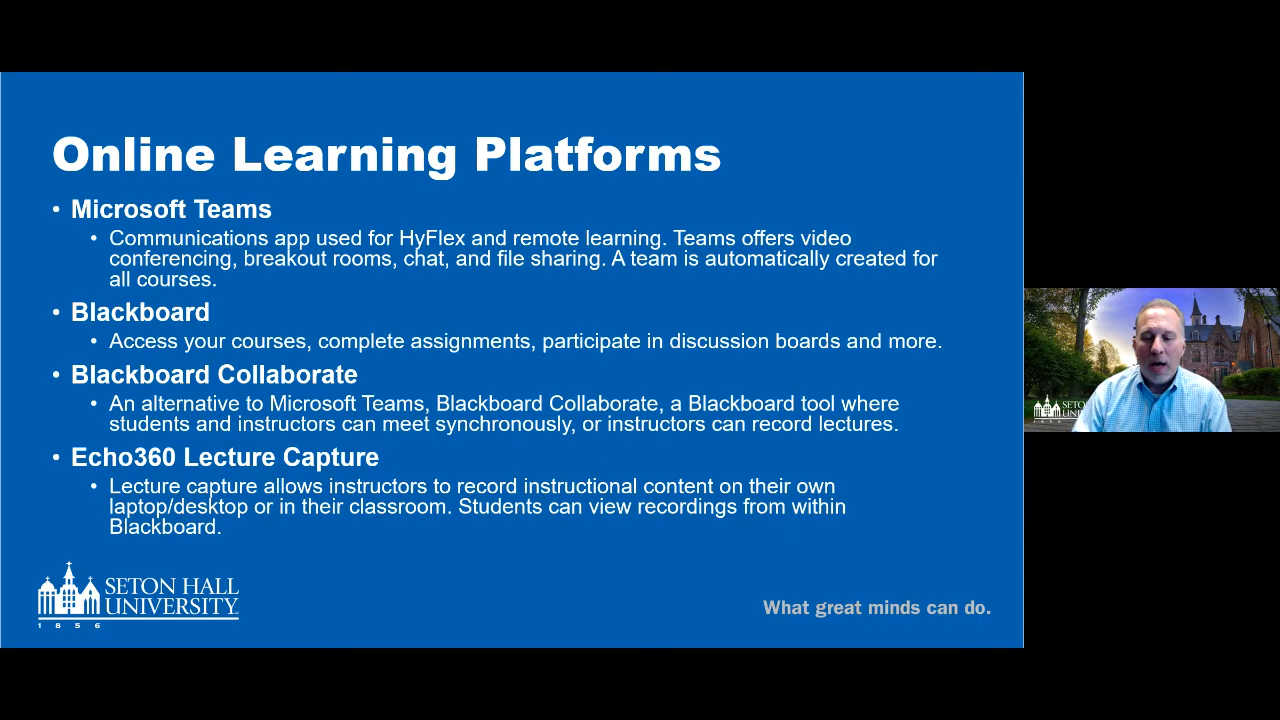 Online Learning Platforms
• Microsoft Teams
• Communications app used for HyFlex and remote learning. Teams offers video
conferencing, breakout rooms, chat, and file sharing. A team is automatically created for
all courses.
• Blackboard
• Access your courses, complete assignments, participate in discussion boards and more.
• Blackboard Collaborate
• An alternative to Microsoft Teams, Blackboard Collaborate, a Blackboard tool where
students and instructors can meet synchronously, or instructors can record lectures.
• Echo360 Lecture Capture
• Lecture capture allows instructors to record instructional content on their own
laptop/desktop or in their classroom. Students can view recordings from within
Blackboard.
SETON HALL
UNIVERSITY
1 8 5 6
What great minds can do.